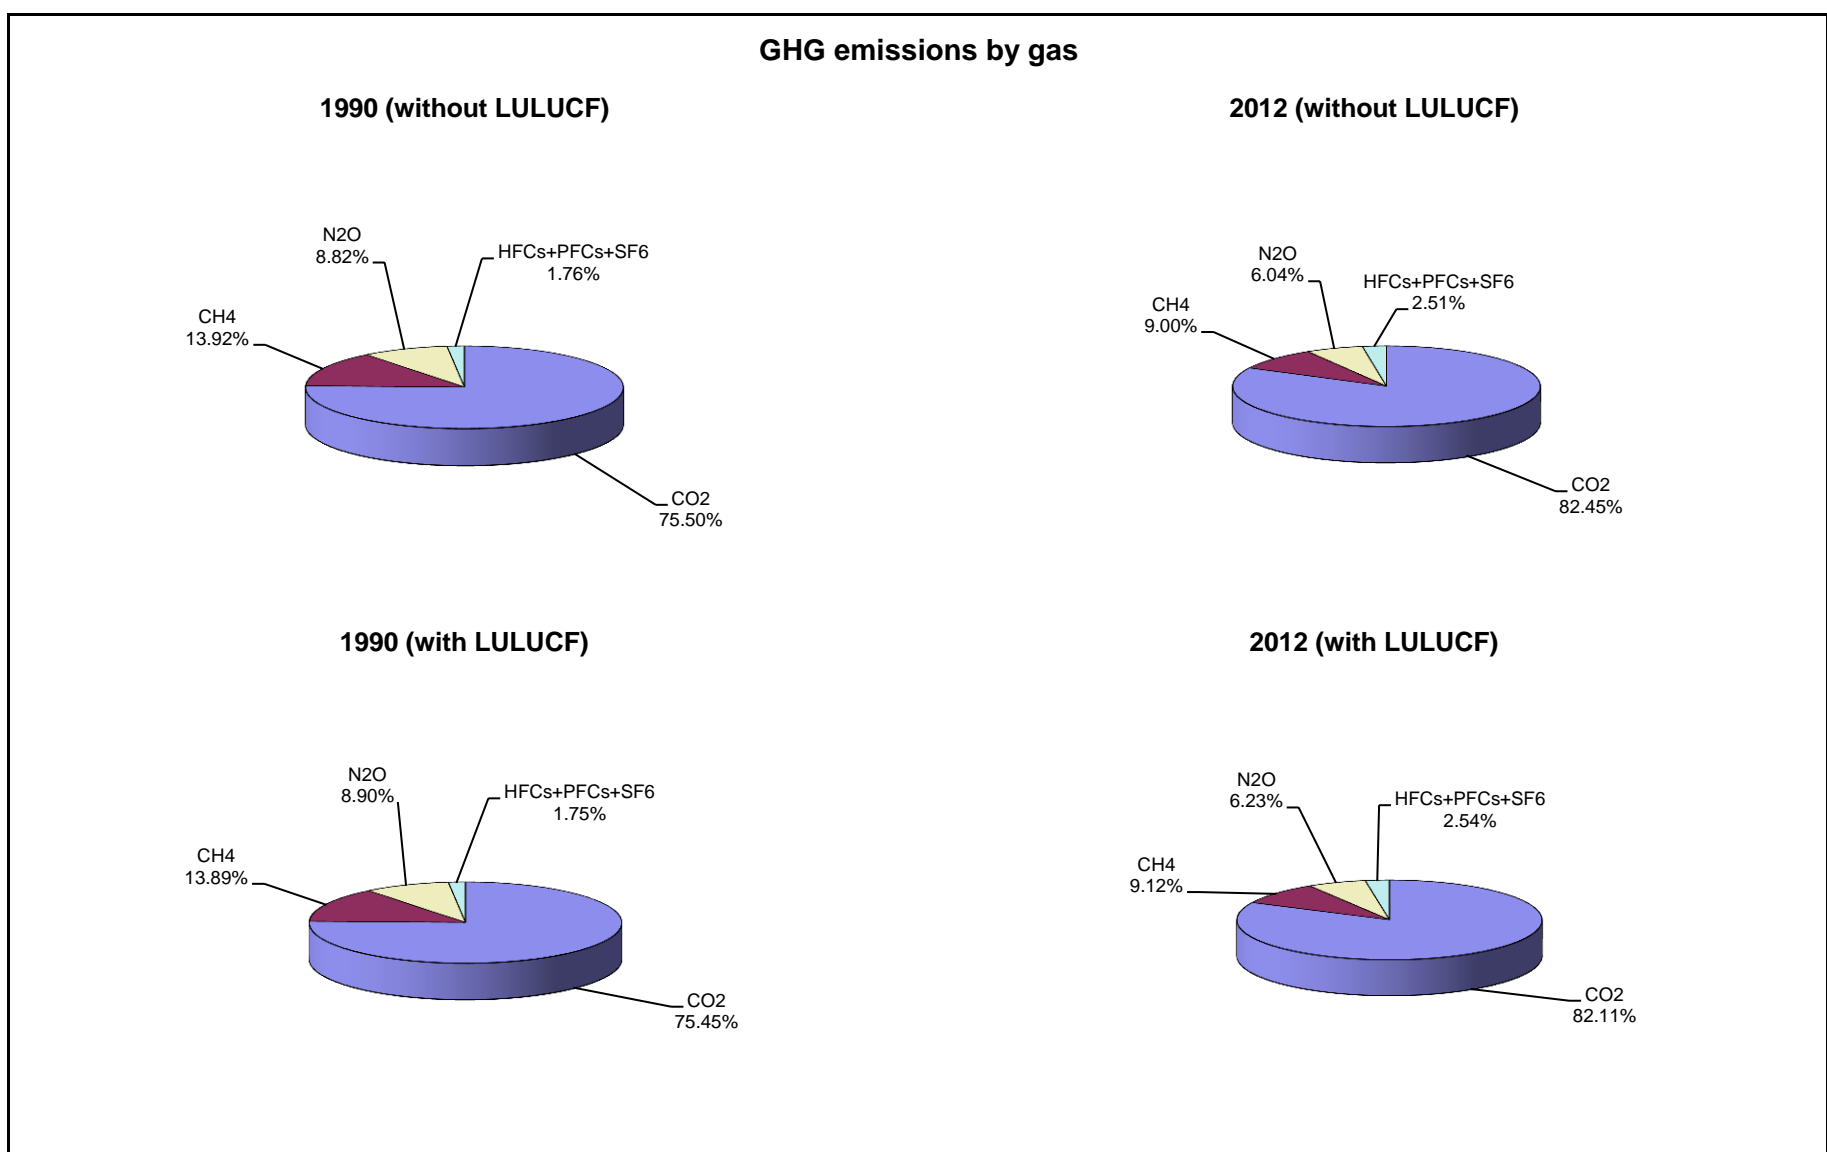 GHG emissions by gas
1990 (without LULUCF)
N2O
8.82%
HFCs+PFCs+SF6
1.76%
CH4
13.92%
CO2
75.50%
2012 (without LULUCF)
N2O
6.04%
HFCs+PFCs+SF6
2.51%
CH4
9.00%
CO2
82.45%
1990 (with LULUCF)
N2O
8.90%
HFCs+PFCs+SF6
1.75%
CH4
13.89%
CO2
75.45%
2012 (with LULUCF)
N2O
6.23%
HFCs+PFCs+SF6
2.54%
CH4
9.12%
CO2
82.11%